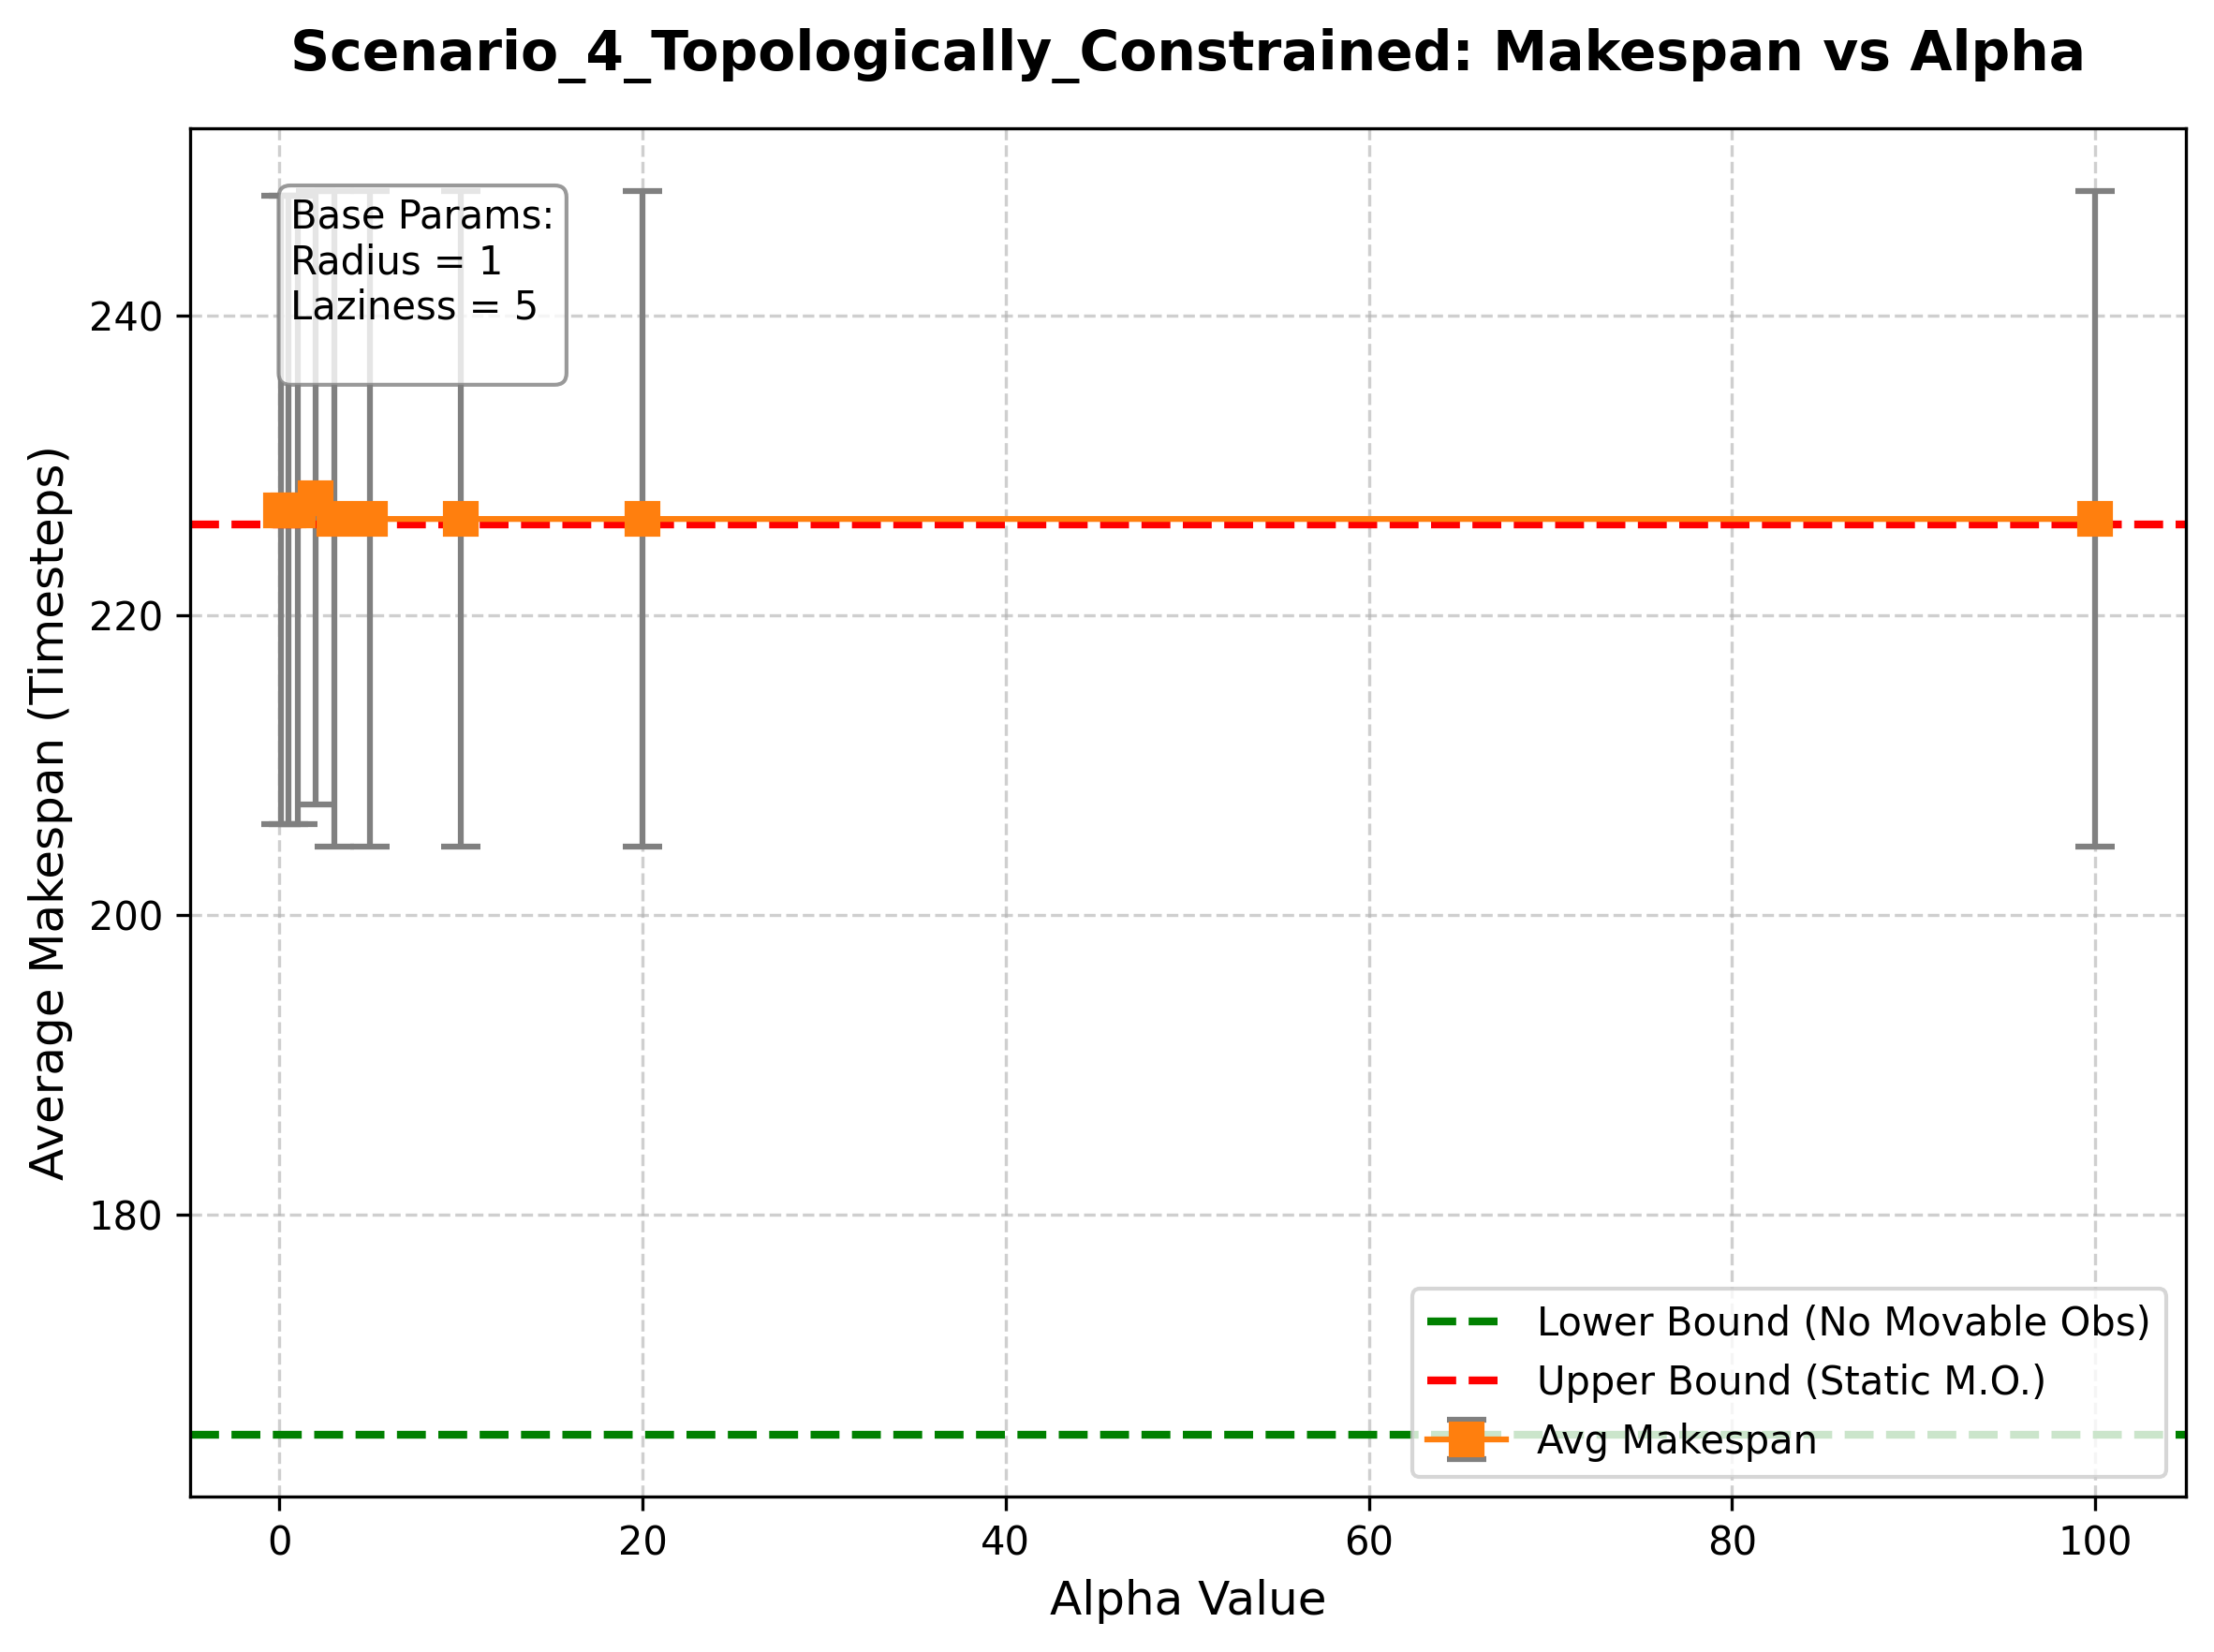 Scenario_4_Topologically_Constrained: Makespan vs Alpha
Base Params:
Radius = 1
Laziness = 5
Average Makespan (Timesteps)
240
220
200
180
Lower Bound (No Movable Obs)
Upper Bound (Static M.O.)
Avg Makespan
0 20 40 60 80 100
Alpha Value